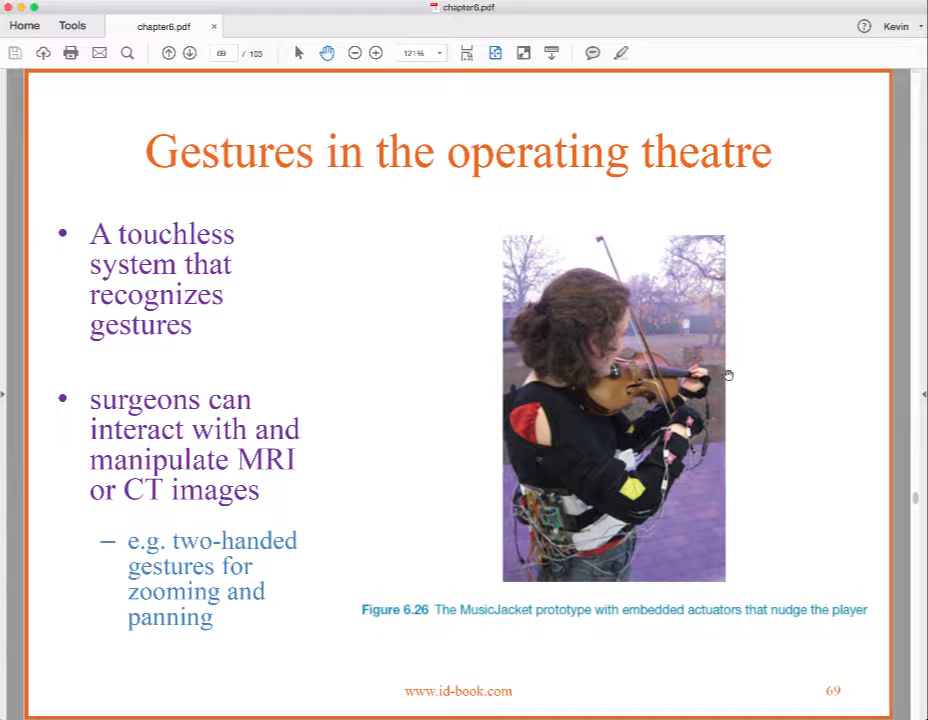 chapter6.pdf
Home Tools chapter6.pdf × ? Kevin
69 / 103 121%
Gestures in the operating theatre
• A touchless
system that
recognizes
gestures
• surgeons can
interact with and
manipulate MRI
or CT images
– e.g. two-handed
gestures for
zooming and
panning
Figure 6.26 The MusicJacket prototype with embedded actuators that nudge the player
www.id-book.com
69